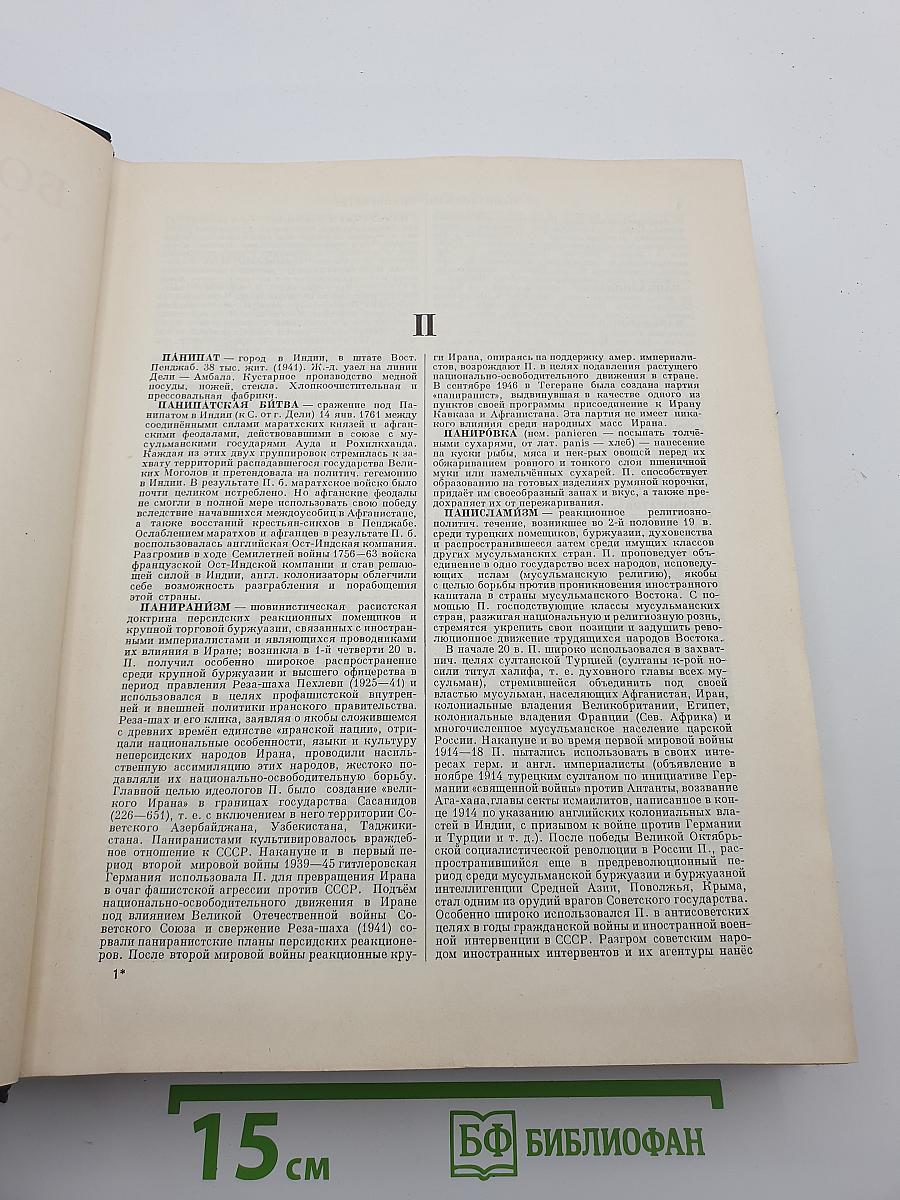 БО
П
ПАНИПАТ — город в Индии, в штате Вост.
Пенджаб. 38 тыс. жит. (1941). Ж.-д. узел на линии
Дели — Амбала. Кустарное производство медной
посуды, ножей, стекла. Хлопкоочистительная и
прессовальная фабрики.
ПАНИПАТСКАЯ БИТВА — сражение под Па-
нипатом в Индии (к С. от г. Дели) 14 янв. 1761 между
соединёнными силами маратхских князей и афган-
скими феодалами, действовавшими в союзе с му-
сульманскими государями Ауда и Рохилкханда.
Каждая из этих двух группировок стремилась к за-
хвату территорий распадавшегося государства Вели-
ких Моголов и претендовала на политич. гегемонию
в Индии. В результате П. б. маратхское войско было
почти целиком истреблено. Но афганские феодалы
не смогли в полной мере использовать свою победу
вследствие начавшихся междоусобиц в Афганистане,
а также восстаний крестьян-сикхов в Пенджабе.
Ослаблением маратхов и афганцев в результате П. б.
воспользовалась английская Ост-Индская компания.
Разгромив в ходе Семилетней войны 1756—63 войска
французской Ост-Индской компании и став решаю-
щей силой в Индии, англ. колонизаторы облегчили
себе возможность разграбления и порабощения
этой страны.
ПАНИРАНИЗМ — шовинистическая расистская
доктрина персидских реакционных помещиков и
крупной торговой буржуазии, связанных с иностран-
ными империалистами и являющихся проводниками
их влияния в Иране; возникла в 1-й четверти 20 в.
П. получил особенно широкое распространение
среди крупной буржуазии и высшего офицерства в
период правления Реза-шаха Пехлеви (1925—41) и
использовался в целях профашистской внутрен-
ней и внешней политики иранского правительства.
Реза-шах и его клика, заявляя о якобы сложившемся
с древних времён единстве «иранской нации», отри-
цали национальные особенности, языки и культуру
неперсидских народов Ирана, проводили насиль-
ственную ассимиляцию этих народов, жестоко по-
давляли их национально-освободительную борьбу.
Главной целью идеологов П. было создание «вели-
кого Ирана» в границах государства Сасанидов
(226—651), т. е. с включением в него территории Со-
ветского Азербайджана, Узбекистана, Таджики-
стана. Паниранистами культивировалось враждеб-
ное отношение к СССР. Накануне и в первый пе-
риод второй мировой войны 1939—45 гитлеровская
Германия использовала П. для превращения Ирана
в очаг фашистской агрессии против СССР. Подъём
национально-освободительного движения в Иране
под влиянием Великой Отечественной войны Со-
ветского Союза и свержение Реза-шаха (1941) со-
рвали паниранистские планы персидских реакционе-
ров. После второй мировой войны реакционные кру-
1*
ги Ирана, опираясь на поддержку амер. империали-
стов, возрождают П. в целях подавления растущего
национально-освободительного движения в стране.
В сентябре 1946 в Тегеране была создана партия
«паниранист», выдвинувшая в качестве одного из
пунктов своей программы присоединение к Ирану
Кавказа и Афганистана. Эта партия не имеет ника-
кого влияния среди народных масс Ирана.
ПАНИРОВКА (нем. panieren — посыпать толчё-
ными сухарями, от лат. panis — хлеб) — нанесение
на куски рыбы, мяса и нек-рых овощей перед их
обжариванием ровного и тонкого слоя пшеничной
муки или измельчённых сухарей. П. способствует
образованию на готовых изделиях румяной корочки,
придаёт им своеобразный запах и вкус, а также пре-
дохраняет их от пережаривания.
ПАНИСЛАМИЗМ — реакционное религиозно-
политич. течение, возникшее во 2-й половине 19 в.
среди турецких помещиков, буржуазии, духовенства
и распространившееся затем среди имущих классов
других мусульманских стран. П. проповедует объ-
единение в одно государство всех народов, исповеду-
ющих ислам (мусульманскую религию), якобы
с целью борьбы против проникновения иностранного
капитала в страны мусульманского Востока. С по-
мощью П. господствующие классы мусульманских
стран, разжигая национальную и религиозную рознь,
стремятся укрепить свои позиции и задушить рево-
люционное движение трудящихся народов Востока.
В начале 20 в. П. широко использовался в захват-
нич. целях султанской Турцией (султаны к-рой но-
сили титул халифа, т. е. духовного главы всех му-
сульман), стремившейся объединить под своей
властью мусульман, населяющих Афганистан, Иран,
колониальные владения Великобритании, Египет,
колониальные владения Франции (Сев. Африка) и
многочисленное мусульманское население царской
России. Накануне и во время первой мировой войны
1914—18 П. пытались использовать в своих инте-
ресах герм. и англ. империалисты (объявление в
ноябре 1914 турецким султаном по инициативе Гер-
мании «священной войны» против Антанты, воззвание
Ага-хана, главы секты исмаилитов, написанное в кон-
це 1914 по указанию английских колониальных вла-
стей в Индии, с призывом к войне против Германии
и Турции и т. д.). После победы Великой Октябрь-
ской социалистической революции в России П., рас-
пространившийся еще в предреволюционный пе-
риод среди мусульманской буржуазии и буржуазной
интеллигенции Средней Азии, Поволжья, Крыма,
стал одним из орудий врагов Советского государства.
Особенно широко использовался П. в антисоветских
целях в годы гражданской войны и иностранной воен-
ной интервенции в СССР. Разгром советским наро-
дом иностранных интервентов и их агентуры нанёс
15 см
БФ БИБЛИОФАН